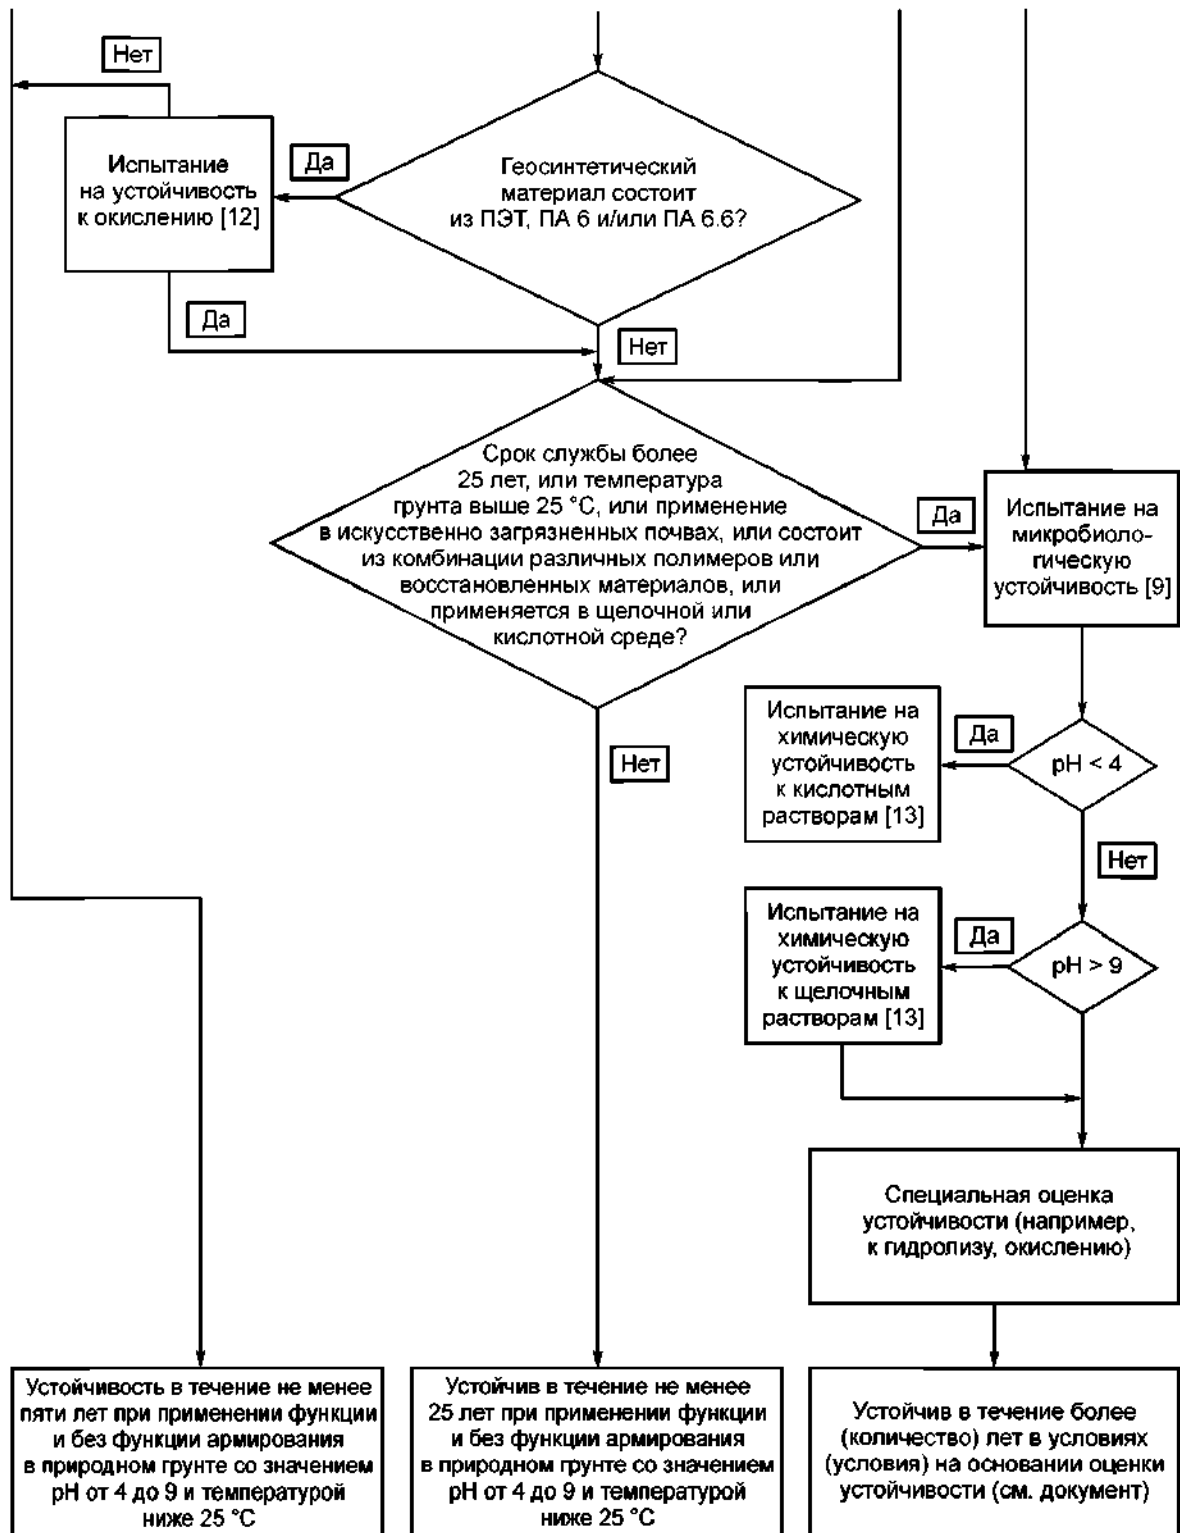 Нет
Испытание
на устойчивость
к окислению [12]
Да
Геосинтетический
материал состоит
из ПЭТ, ПА 6 и/или ПА 6.6?
Да
Нет
Срок службы более
25 лет, или температура
грунта выше 25 °С, или применение
в искусственно загрязненных почвах, или состоит
из комбинации различных полимеров или
восстановленных материалов, или
применяется в щелочной или
кислотной среде?
Да
Испытание на
микробиоло-
гическую
устойчивость [9]
Нет
Испытание на
химическую
устойчивость
к кислотным
растворам [13]
Да
pH < 4
Нет
Испытание на
химическую
устойчивость
к щелочным
растворам [13]
Да
pH > 9
Специальная оценка
устойчивости (например,
к гидролизу, окислению)
Устойчивость в течение не менее
пяти лет при применении функции
и без функции армирования
в природном грунте со значением
pH от 4 до 9 и температурой
ниже 25 °С
Устойчив в течение не менее
25 лет при применении функции
и без функции армирования
в природном грунте со значением
pH от 4 до 9 и температурой
ниже 25 °С
Устойчив в течение более
(количество) лет в условиях
(условия) на основании оценки
устойчивости (см. документ)